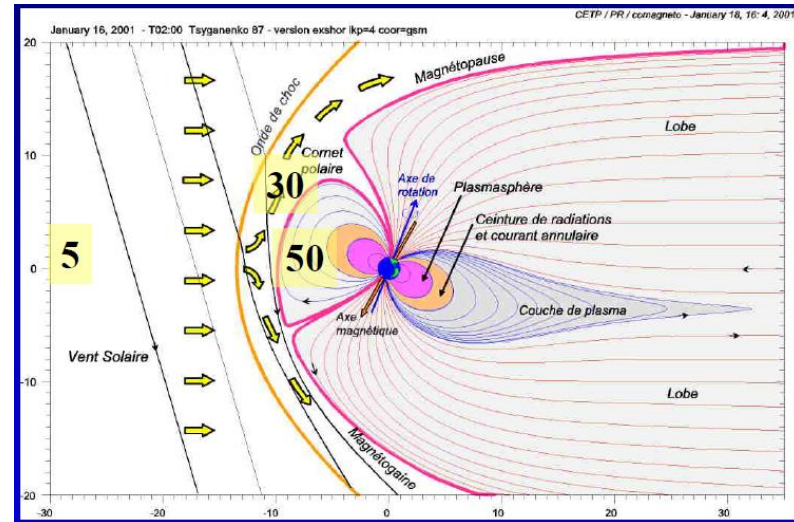 CETP / PR / comagneto - January 18, 16: 4, 2001
January 16, 2001 - T02:00 Tsyganenko 87 - version exshor ikp=4 coor=gsm
20
Magnétopause
Onde de choc
Lobe
10
Cornet
polaire
Axe de
rotation
Plasmasphère
30
Ceinture de radiations
et courant annulaire
5
50
0
Couche de plasma
Axe
magnétique
Vent Solaire
-10
Lobe
Magnétogaine
-20
-30
-20
-10
0
10
20
30